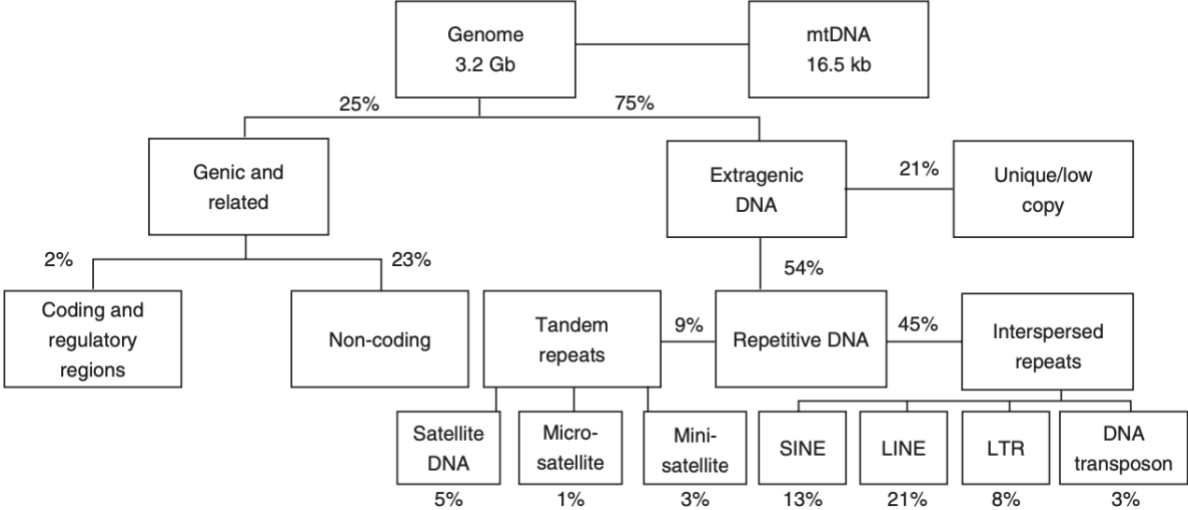 Genome
3.2 Gb
mtDNA
16.5 kb
25%
75%
Genic and
related
Extragenic
DNA
21%
Unique/low
copy
2%
23%
54%
Coding and
regulatory
regions
Non-coding
Tandem
repeats
9%
Repetitive DNA
45%
Interspersed
repeats
Satellite
DNA
Micro-
satellite
Mini-
satellite
SINE
LINE
LTR
DNA
transposon
5%
1%
3%
13%
21%
8%
3%